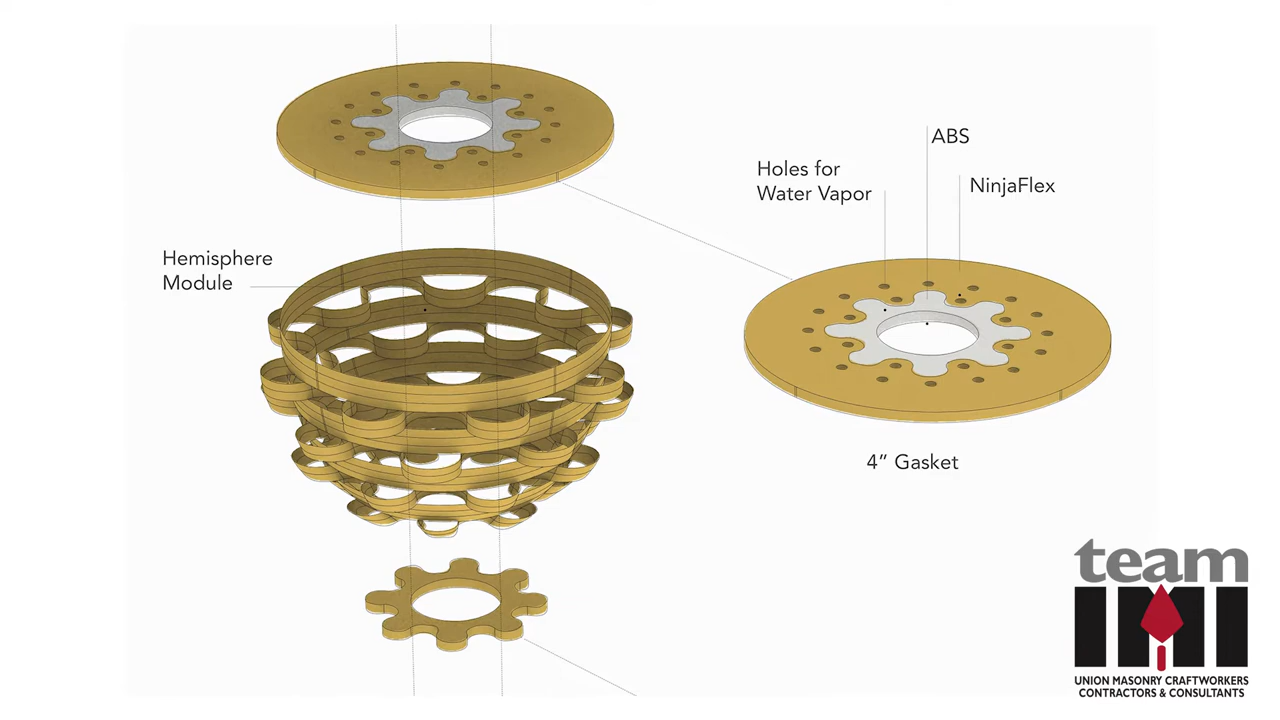 ABS
Holes for
Water Vapor
NinjaFlex
Hemisphere
Module
4” Gasket
team
IMI
UNION MASONRY CRAFTWORKERS
CONTRACTORS & CONSULTANTS